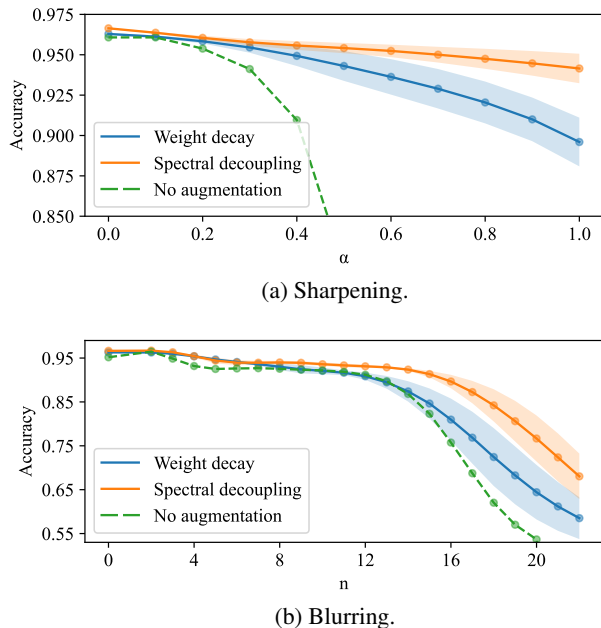 0.975
0.950
0.925
0.900
0.875
0.850
Accuracy
Weight decay
Spectral decoupling
No augmentation
0.0 0.2 0.4 0.6 0.8 1.0
α
(a) Sharpening.
0.95
0.85
0.75
0.65
0.55
Accuracy
Weight decay
Spectral decoupling
No augmentation
0 4 8 12 16 20
n
(b) Blurring.